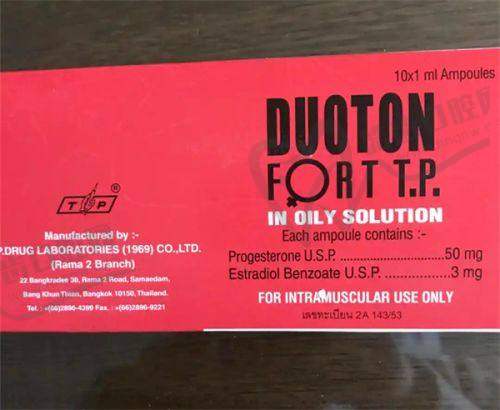 10x1 ml Ampoules
DUOTON
FORT T.P.
IN OILY SOLUTION
Each ampoule contains :-
Progesterone U.S.P. ............................... 50 mg
Estradiol Benzoate U.S.P. ................ 3 mg
FOR INTRAMUSCULAR USE ONLY
เลขทะเบียน 2A 143/53
T P ®
Manufactured by :-
P.DRUG LABORATORIES (1969) CO.,LTD.
(Rama 2 Branch)
22 Bangkradee 30, Rama 2 Road, Samaedam,
Bang Khun Thian, Bangkok 10150, Thailand.
Tel. : +(66)2896-4399 Fax. : +(66)2896-9221